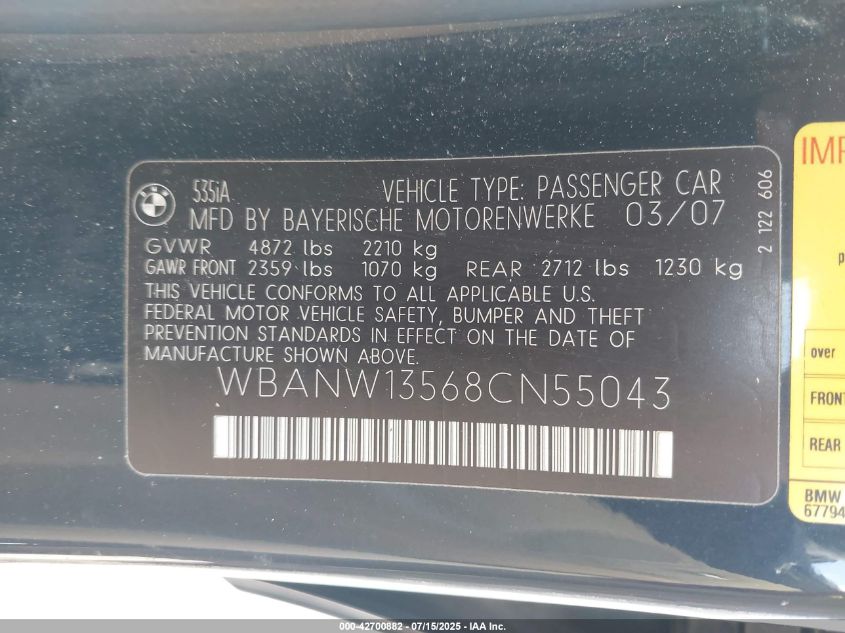 BMW
535iA
VEHICLE TYPE: PASSENGER CAR
MFD BY BAYERISCHE MOTORENWERKE 03/07
GVWR 4872 lbs 2210 kg
GAWR FRONT 2359 lbs 1070 kg REAR 2712 lbs 1230 kg
THIS VEHICLE CONFORMS TO ALL APPLICABLE U.S.
FEDERAL MOTOR VEHICLE SAFETY, BUMPER AND THEFT
PREVENTION STANDARDS IN EFFECT ON THE DATE OF
MANUFACTURE SHOWN ABOVE.
WBANW13568CN55043
2 122 606
IMP
p
over
FRONT
REAR
BMW
67794
000-42700882 - 07/15/2025 - IAA Inc.